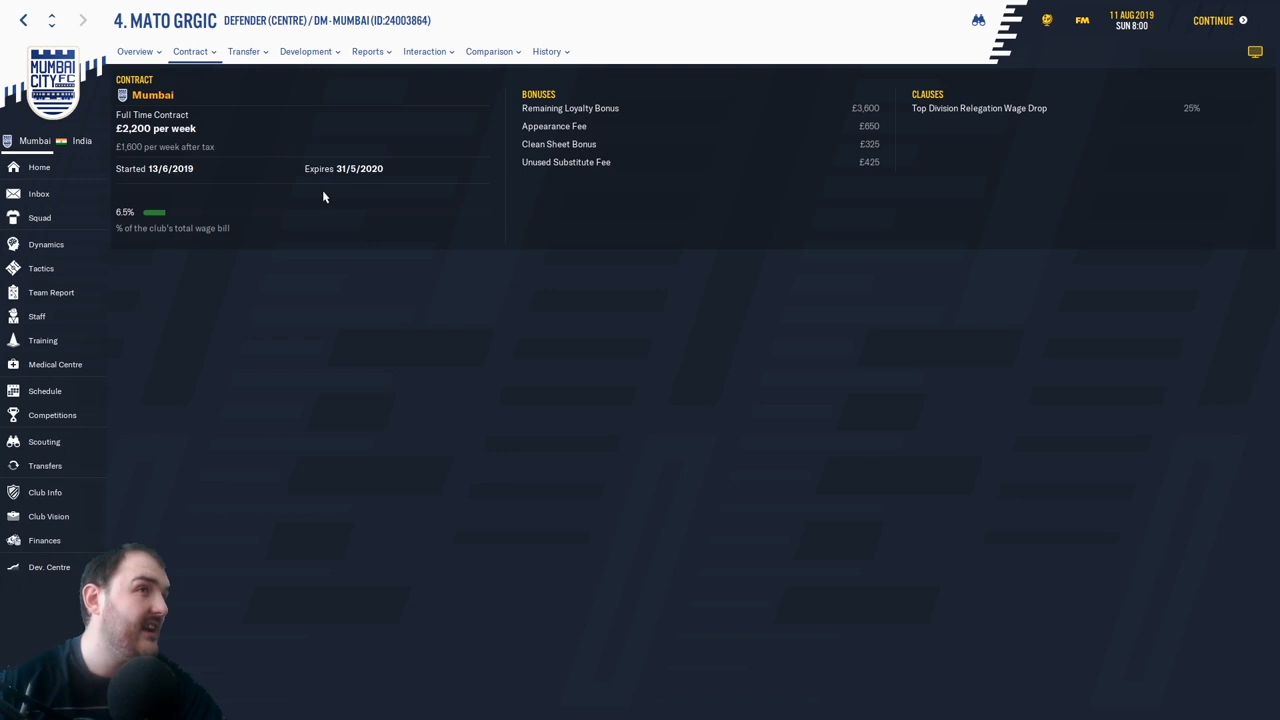 4. MATO GRGIC DEFENDER (CENTRE) / DM - MUMBAI (ID:24003864)
FM
11 AUG 2019
SUN 8:00
CONTINUE
Overview Contract Transfer Development Reports Interaction Comparison History
MUMBAI
CITY FC
Mumbai India
Home
Inbox
Squad
Dynamics
Tactics
Team Report
Staff
Training
Medical Centre
Schedule
Competitions
Scouting
Transfers
Club Info
Club Vision
Finances
Dev. Centre
CONTRACT
Mumbai
Full Time Contract
£2,200 per week
£1,600 per week after tax
Started 13/6/2019 Expires 31/5/2020
6.5%
% of the club's total wage bill
BONUSES
Remaining Loyalty Bonus £3,600
Appearance Fee £650
Clean Sheet Bonus £325
Unused Substitute Fee £425
CLAUSES
Top Division Relegation Wage Drop 25%